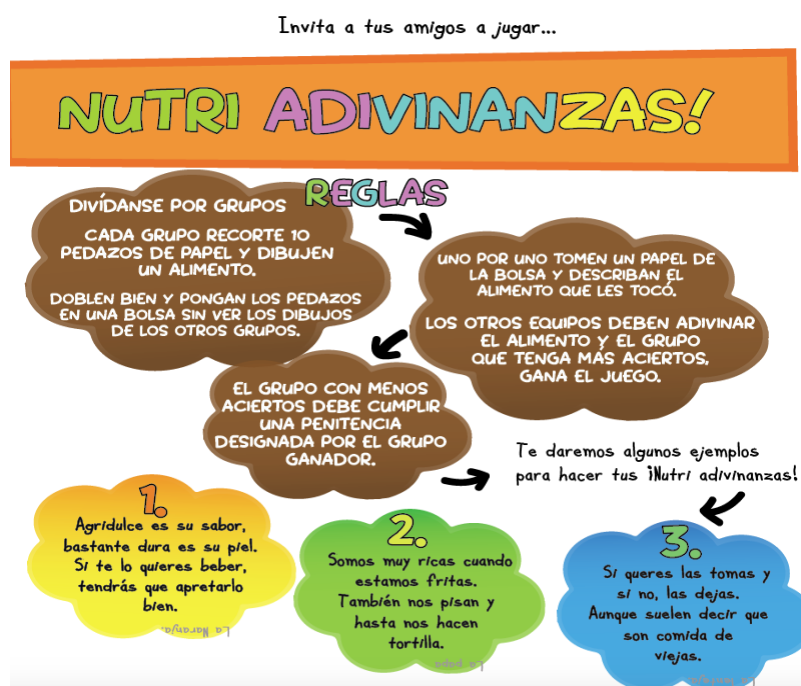 Invita a tus amigos a jugar...
NUTRI ADIVINANZAS!
REGLAS
DIVÍDANSE POR GRUPOS
CADA GRUPO RECORTE 10
PEDAZOS DE PAPEL Y DIBUJEN
UN ALIMENTO.
DOBLEN BIEN Y PONGAN LOS PEDAZOS
EN UNA BOLSA SIN VER LOS DIBUJOS
DE LOS OTROS GRUPOS.
UNO POR UNO TOMEN UN PAPEL DE
LA BOLSA Y DESCRIBAN EL
ALIMENTO QUE LES TOCÓ.
LOS OTROS EQUIPOS DEBEN ADIVINAR
EL ALIMENTO Y EL GRUPO
QUE TENGA MÁS ACIERTOS,
GANA EL JUEGO.
EL GRUPO CON MENOS
ACIERTOS DEBE CUMPLIR
UNA PENITENCIA
DESIGNADA POR EL GRUPO
GANADOR.
Te daremos algunos ejemplos
para hacer tus ¡Nutri adivinanzas!
1.
Agridulce es su sabor,
bastante dura es su piel.
Si te lo quieres beber,
tendrás que apretarlo
bien.
La Naranja.
2.
Somos muy ricas cuando
estamos fritas.
También nos pisan y
hasta nos hacen
tortilla.
La papa
3.
Si queres las tomas y
si no, las dejas.
Aunque suelen decir que
son comida de
viejas.